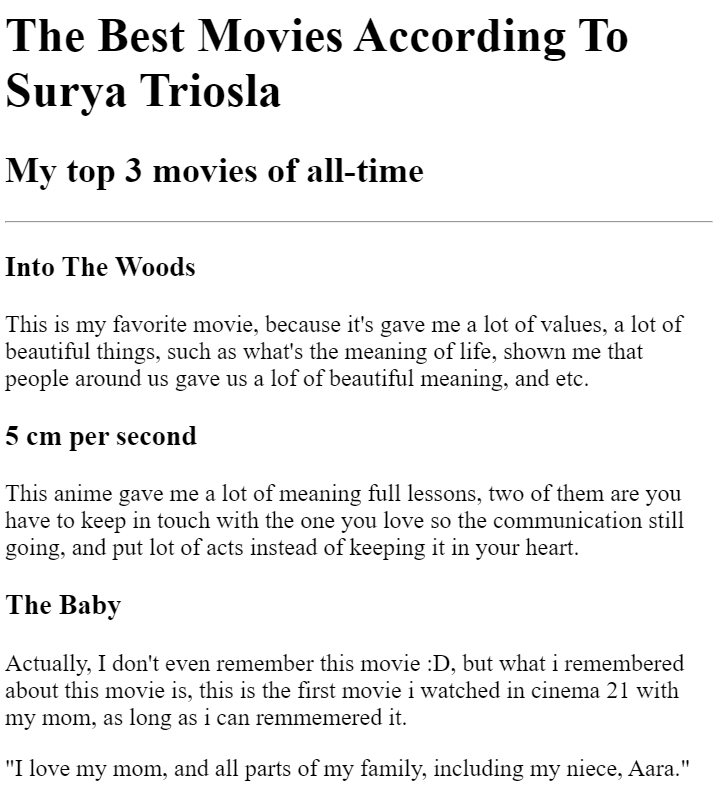 The Best Movies According To
Surya Triosla
My top 3 movies of all-time
Into The Woods
This is my favorite movie, because it's gave me a lot of values, a lot of
beautiful things, such as what's the meaning of life, shown me that
people around us gave us a lof of beautiful meaning, and etc.
5 cm per second
This anime gave me a lot of meaning full lessons, two of them are you
have to keep in touch with the one you love so the communication still
going, and put lot of acts instead of keeping it in your heart.
The Baby
Actually, I don't even remember this movie :D, but what i remembered
about this movie is, this is the first movie i watched in cinema 21 with
my mom, as long as i can remmemered it.
"I love my mom, and all parts of my family, including my niece, Aara."